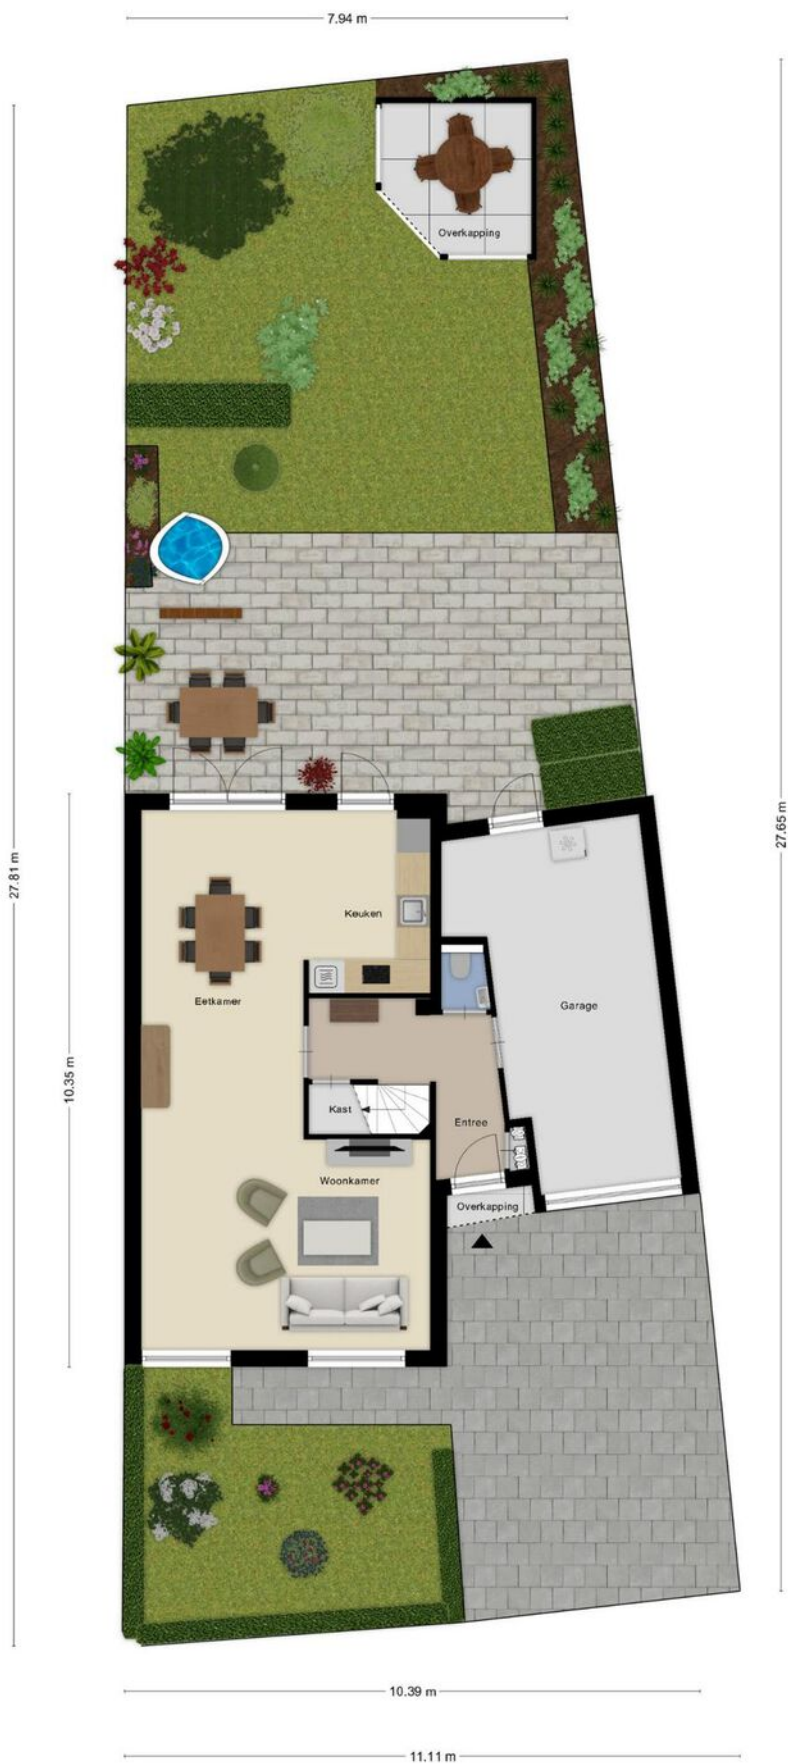 7.94 m
Overkapping
27.81 m
27.65 m
10.35 m
Keuken
Eetkamer
Garage
Kast
Entree
Woonkamer
Overkapping
10.39 m
11.11 m